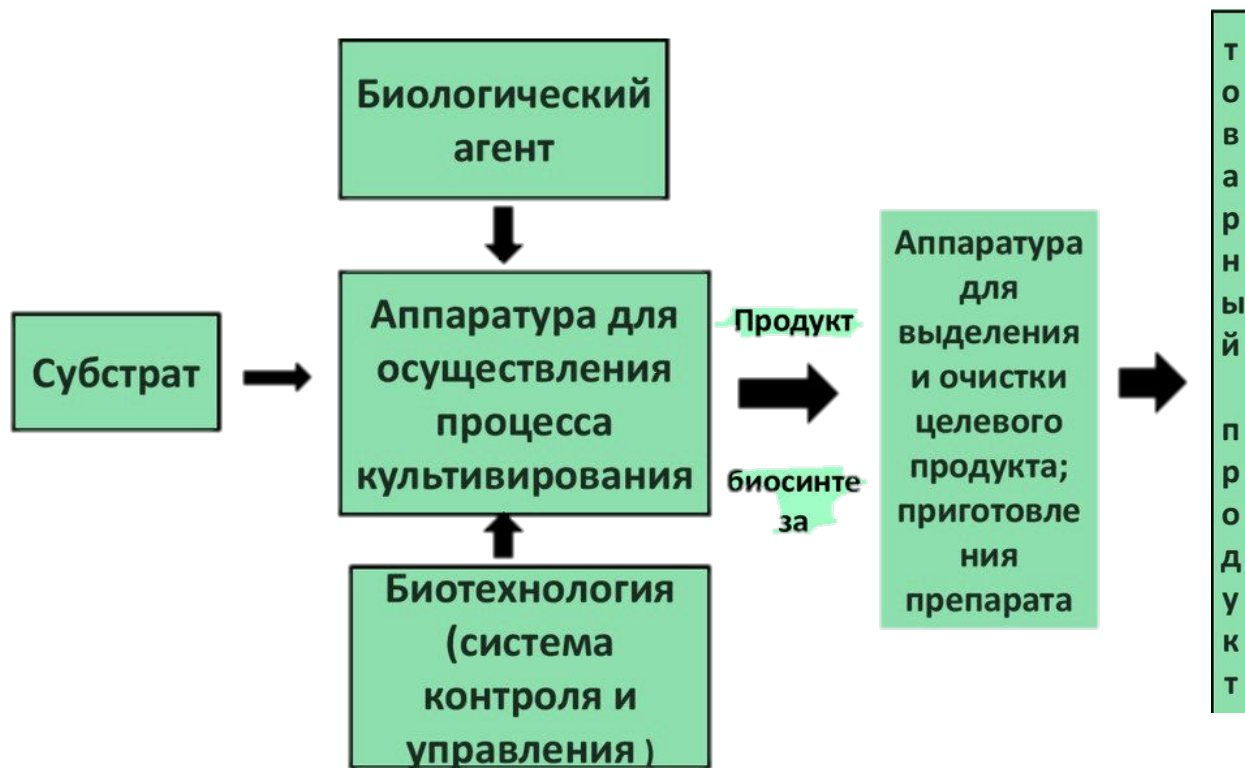 Биологический
агент
Субстрат
Аппаратура для
осуществления
процесса
культивирования
Продукт
биосинте
за
Биотехнология
(система
контроля и
управления )
Аппаратура
для
выделения
и очистки
целевого
продукта;
приготовле
ния
препарата
т
о
в
а
р
н
ы
й
п
р
о
д
у
к
т